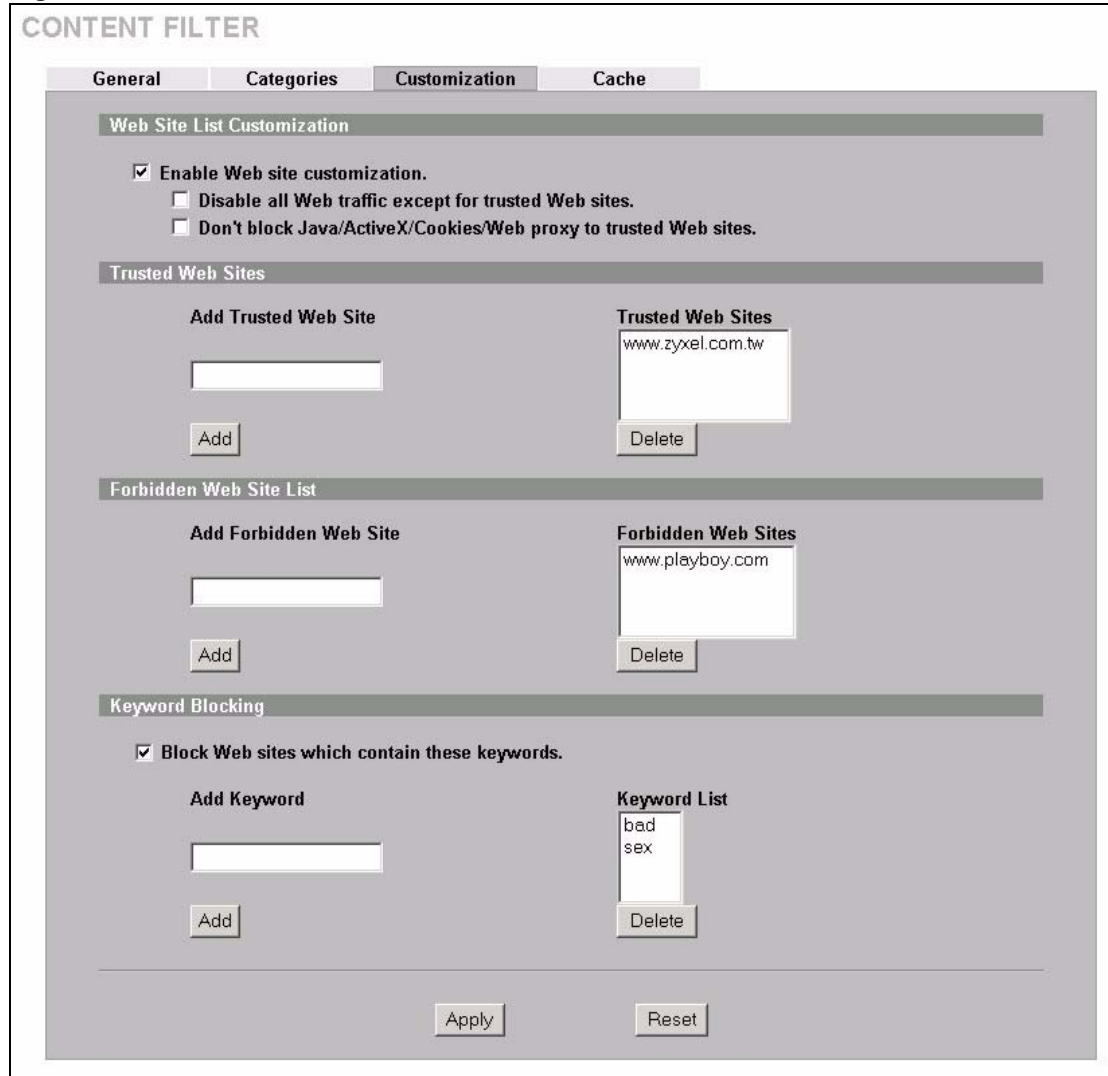 CONTENT FILTER
General Categories Customization Cache
Web Site List Customization
Enable Web site customization.
Disable all Web traffic except for trusted Web sites.
Don't block Java/ActiveX/Cookies/Web proxy to trusted Web sites.
Trusted Web Sites
Add Trusted Web Site
Trusted Web Sites
www.zyxel.com.tw
Add
Delete
Forbidden Web Site List
Add Forbidden Web Site
Forbidden Web Sites
www.playboy.com
Add
Delete
Keyword Blocking
Block Web sites which contain these keywords.
Add Keyword
Keyword List
bad
sex
Add
Delete
Apply Reset